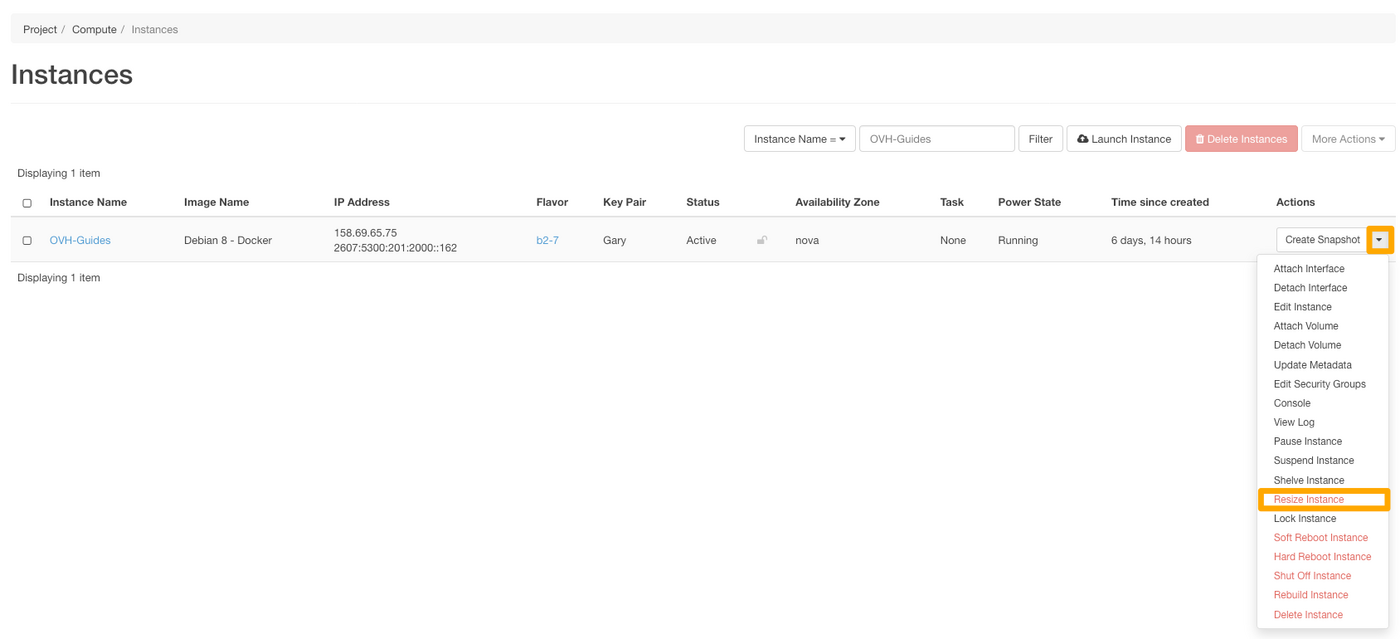 Project / Compute / Instances
Instances
Instance Name = OVH-Guides Filter Launch Instance Delete Instances More Actions
Displaying 1 item
Instance Name Image Name IP Address Flavor Key Pair Status Availability Zone Task Power State Time since created Actions
OVH-Guides Debian 8 - Docker 158.69.65.75 b2-7 Gary Active nova None Running 6 days, 14 hours Create Snapshot
2607:5300:201:2000::162
Displaying 1 item
Attach Interface
Detach Interface
Edit Instance
Attach Volume
Detach Volume
Update Metadata
Edit Security Groups
Console
View Log
Pause Instance
Suspend Instance
Shelve Instance
Resize Instance
Lock Instance
Soft Reboot Instance
Hard Reboot Instance
Shut Off Instance
Rebuild Instance
Delete Instance